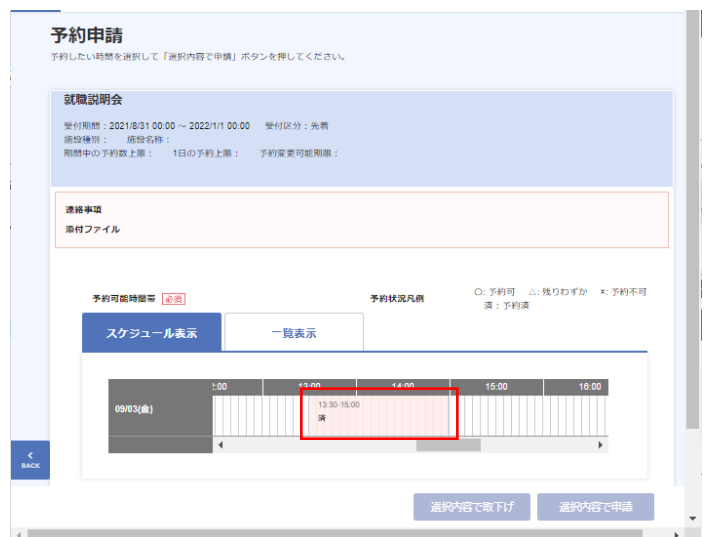 予約申請
予約したい時間を選択して「選択内容で申請」ボタンを押してください。
就職説明会
受付期間：2021/8/31 00:00 ～ 2022/1/1 00:00 受付区分：先着
施設種別： 施設名称：
期間中の予約数上限： 1日の予約上限： 予約変更可能期限：
連絡事項
添付ファイル
予約可能時間帯 必須
予約状況凡例
○: 予約可 △: 残りわずか ×: 予約不可
済：予約済
スケジュール表示 一覧表示
:00 13:00 14:00 15:00 16:00
09/03(金)
13:30-15:00
済
BACK
選択内容で取下げ 選択内容で申請